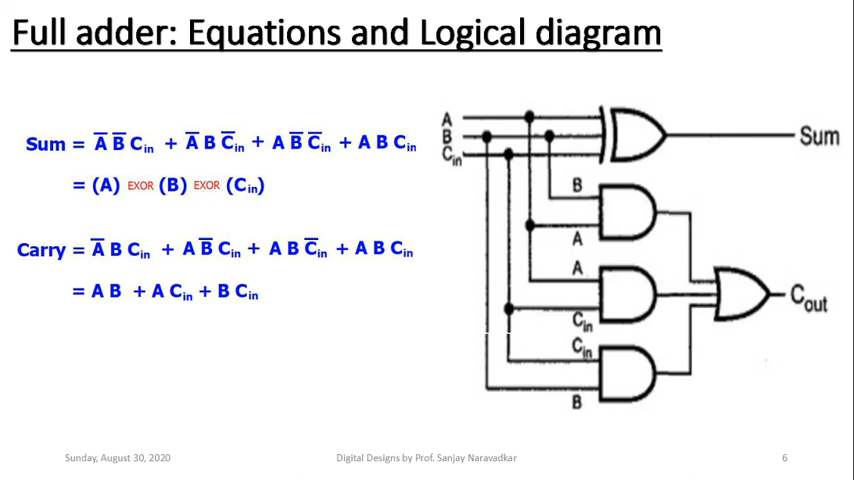 Full adder: Equations and Logical diagram
Sum = A̅ B̅ Cin + A̅ B C̅in + A B̅ C̅in + A B Cin
= (A) EXOR (B) EXOR (Cin)
Carry = A̅ B Cin + A B̅ Cin + A B C̅in + A B Cin
= A B + A Cin + B Cin
A
B
Cin
Sum
B
A
A
Cin
Cout
Cin
B
Sunday, August 30, 2020
Digital Designs by Prof. Sanjay Naravadkar
6